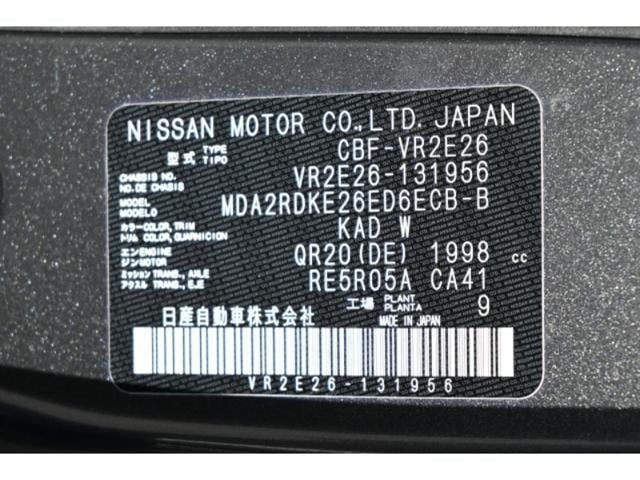 NISSAN MOTOR CO.,LTD. JAPAN
型式 TYPE TIPO CBF-VR2E26
CHASSIS NO. NO. DE CHASIS VR2E26-131956
MODEL MODELO MDA2RDKE26ED6ECB-B
カラー COLOR, TRIM トリム COLOR, GUARNICION KAD W
エンジン ENGINE MOTOR QR20(DE) 1998 cc
ミッション TRANS., AXLE アクスル TRANS., EJE RE5R05A CA41
工場 PLANT PLANTA 9
日産自動車株式会社 MADE IN JAPAN
VR2E26-131956